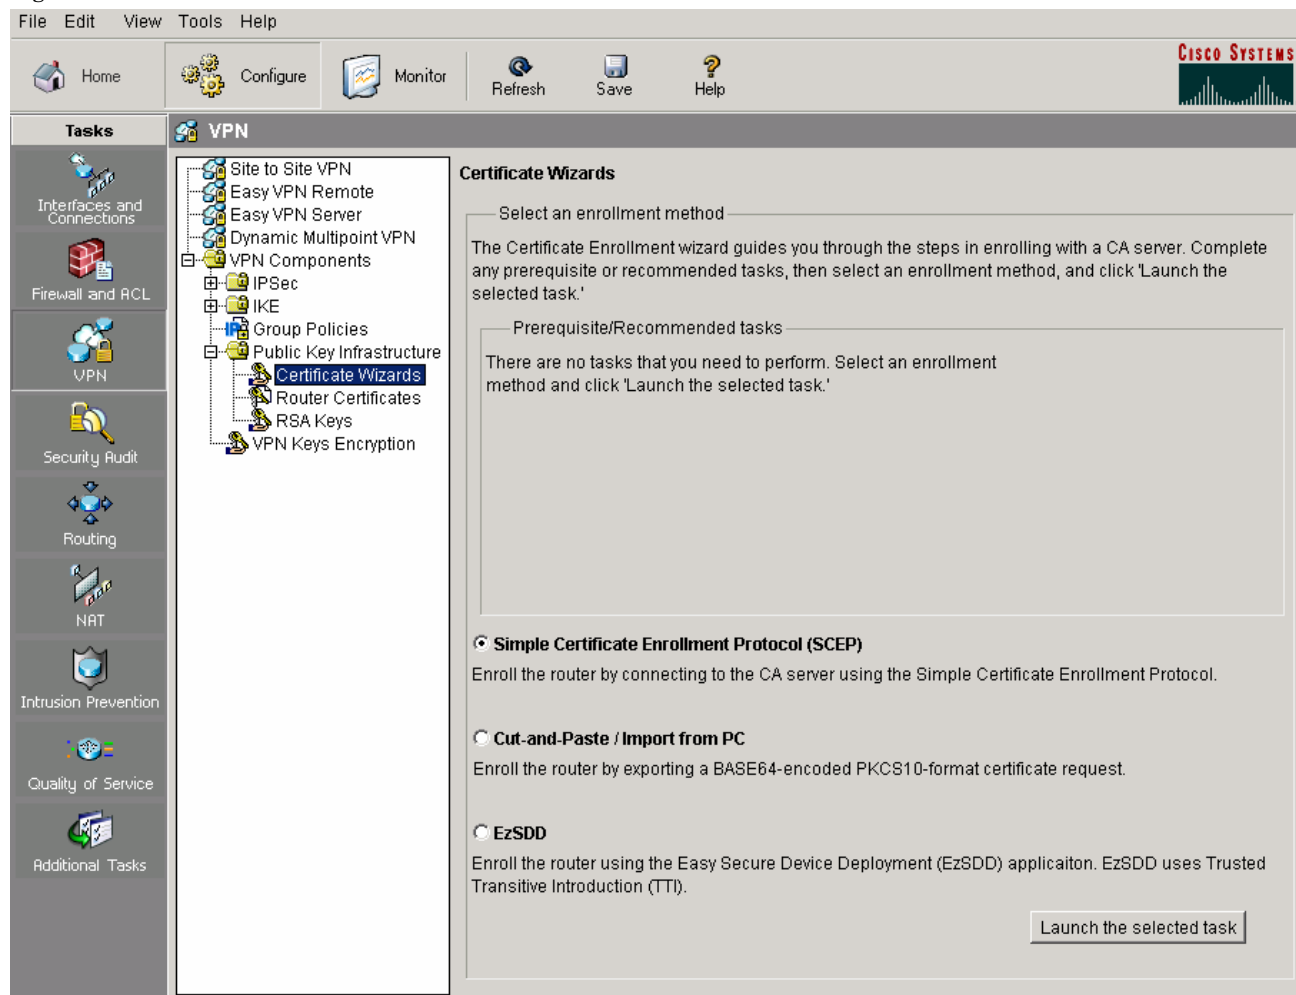 File Edit View Tools Help
Home Configure Monitor Refresh Save Help
CISCO SYSTEMS
Tasks
VPN
Interfaces and
Connections
Firewall and ACL
VPN
Security Audit
Routing
NAT
Intrusion Prevention
Quality of Service
Additional Tasks
Site to Site VPN
Easy VPN Remote
Easy VPN Server
Dynamic Multipoint VPN
VPN Components
IPSec
IKE
Group Policies
Public Key Infrastructure
Certificate Wizards
Router Certificates
RSA Keys
VPN Keys Encryption
Certificate Wizards
Select an enrollment method
The Certificate Enrollment wizard guides you through the steps in enrolling with a CA server. Complete
any prerequisite or recommended tasks, then select an enrollment method, and click 'Launch the
selected task.'
Prerequisite/Recommended tasks
There are no tasks that you need to perform. Select an enrollment
method and click 'Launch the selected task.'
Simple Certificate Enrollment Protocol (SCEP)
Enroll the router by connecting to the CA server using the Simple Certificate Enrollment Protocol.
Cut-and-Paste / Import from PC
Enroll the router by exporting a BASE64-encoded PKCS10-format certificate request.
EzSDD
Enroll the router using the Easy Secure Device Deployment (EzSDD) applicaiton. EzSDD uses Trusted
Transitive Introduction (TTI).
Launch the selected task